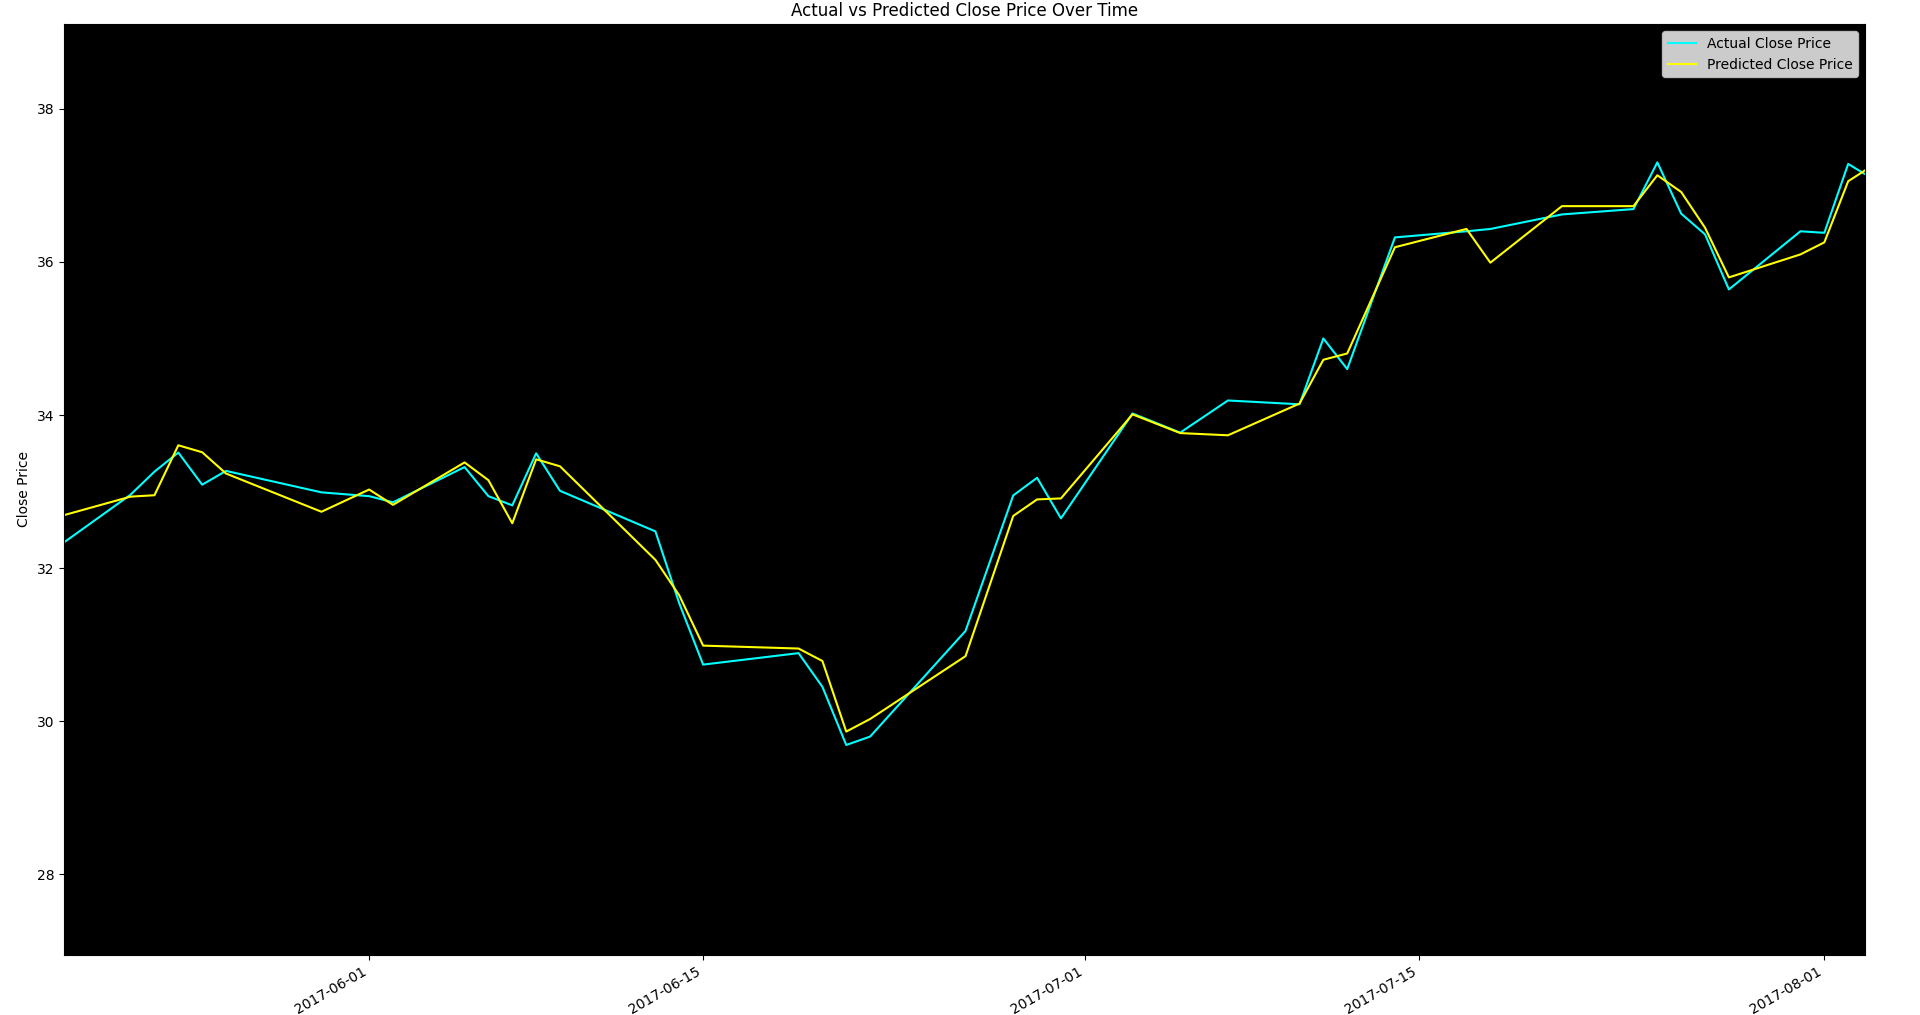 Actual vs Predicted Close Price Over Time
Actual Close Price
Predicted Close Price
Close Price
38
36
34
32
30
28
2017-06-01
2017-06-15
2017-07-01
2017-07-15
2017-08-01